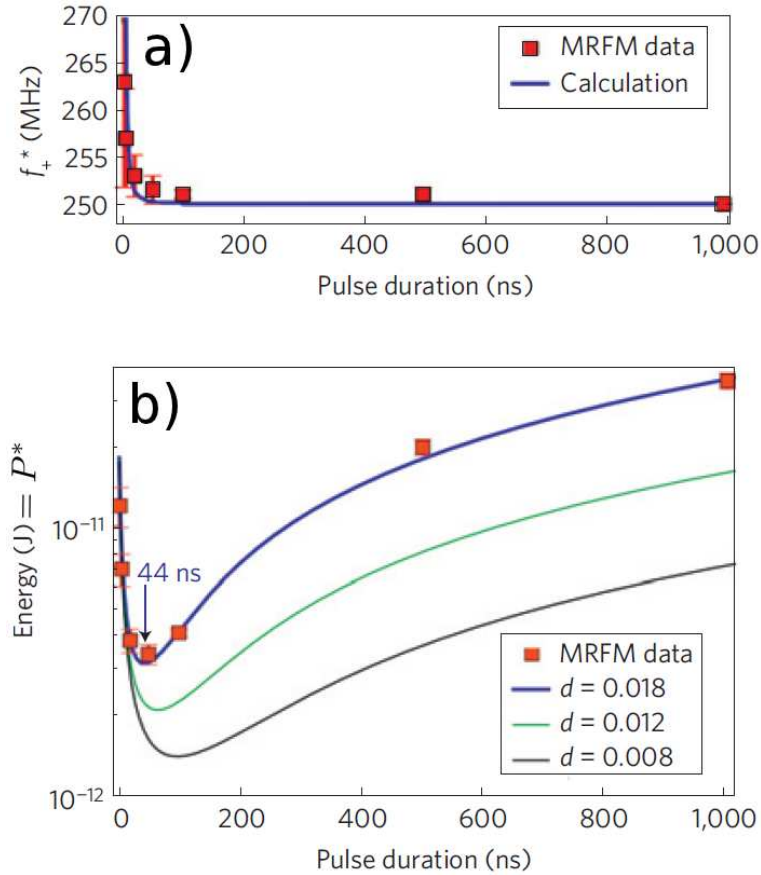 a)
MRFM data
Calculation
f₊* (MHz)
270
265
260
255
250
0 200 400 600 800 1,000
Pulse duration (ns)
b)
Energy (J) = P*
10⁻¹¹
10⁻¹²
44 ns
MRFM data
d = 0.018
d = 0.012
d = 0.008
0 200 400 600 800 1,000
Pulse duration (ns)